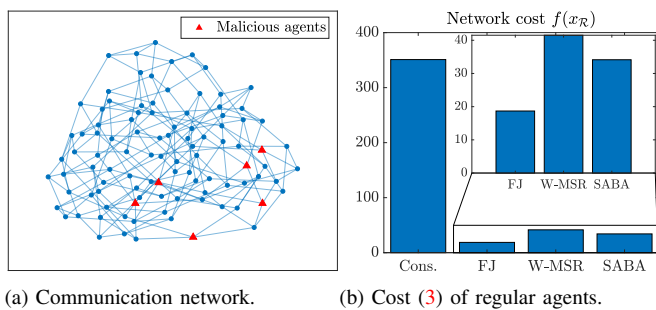 Malicious agents
(a) Communication network.
Network cost f(x_R)
400
300
200
100
0
Cons.
FJ
W-MSR
SABA
40
30
20
10
0
FJ
W-MSR
SABA
(b) Cost (3) of regular agents.